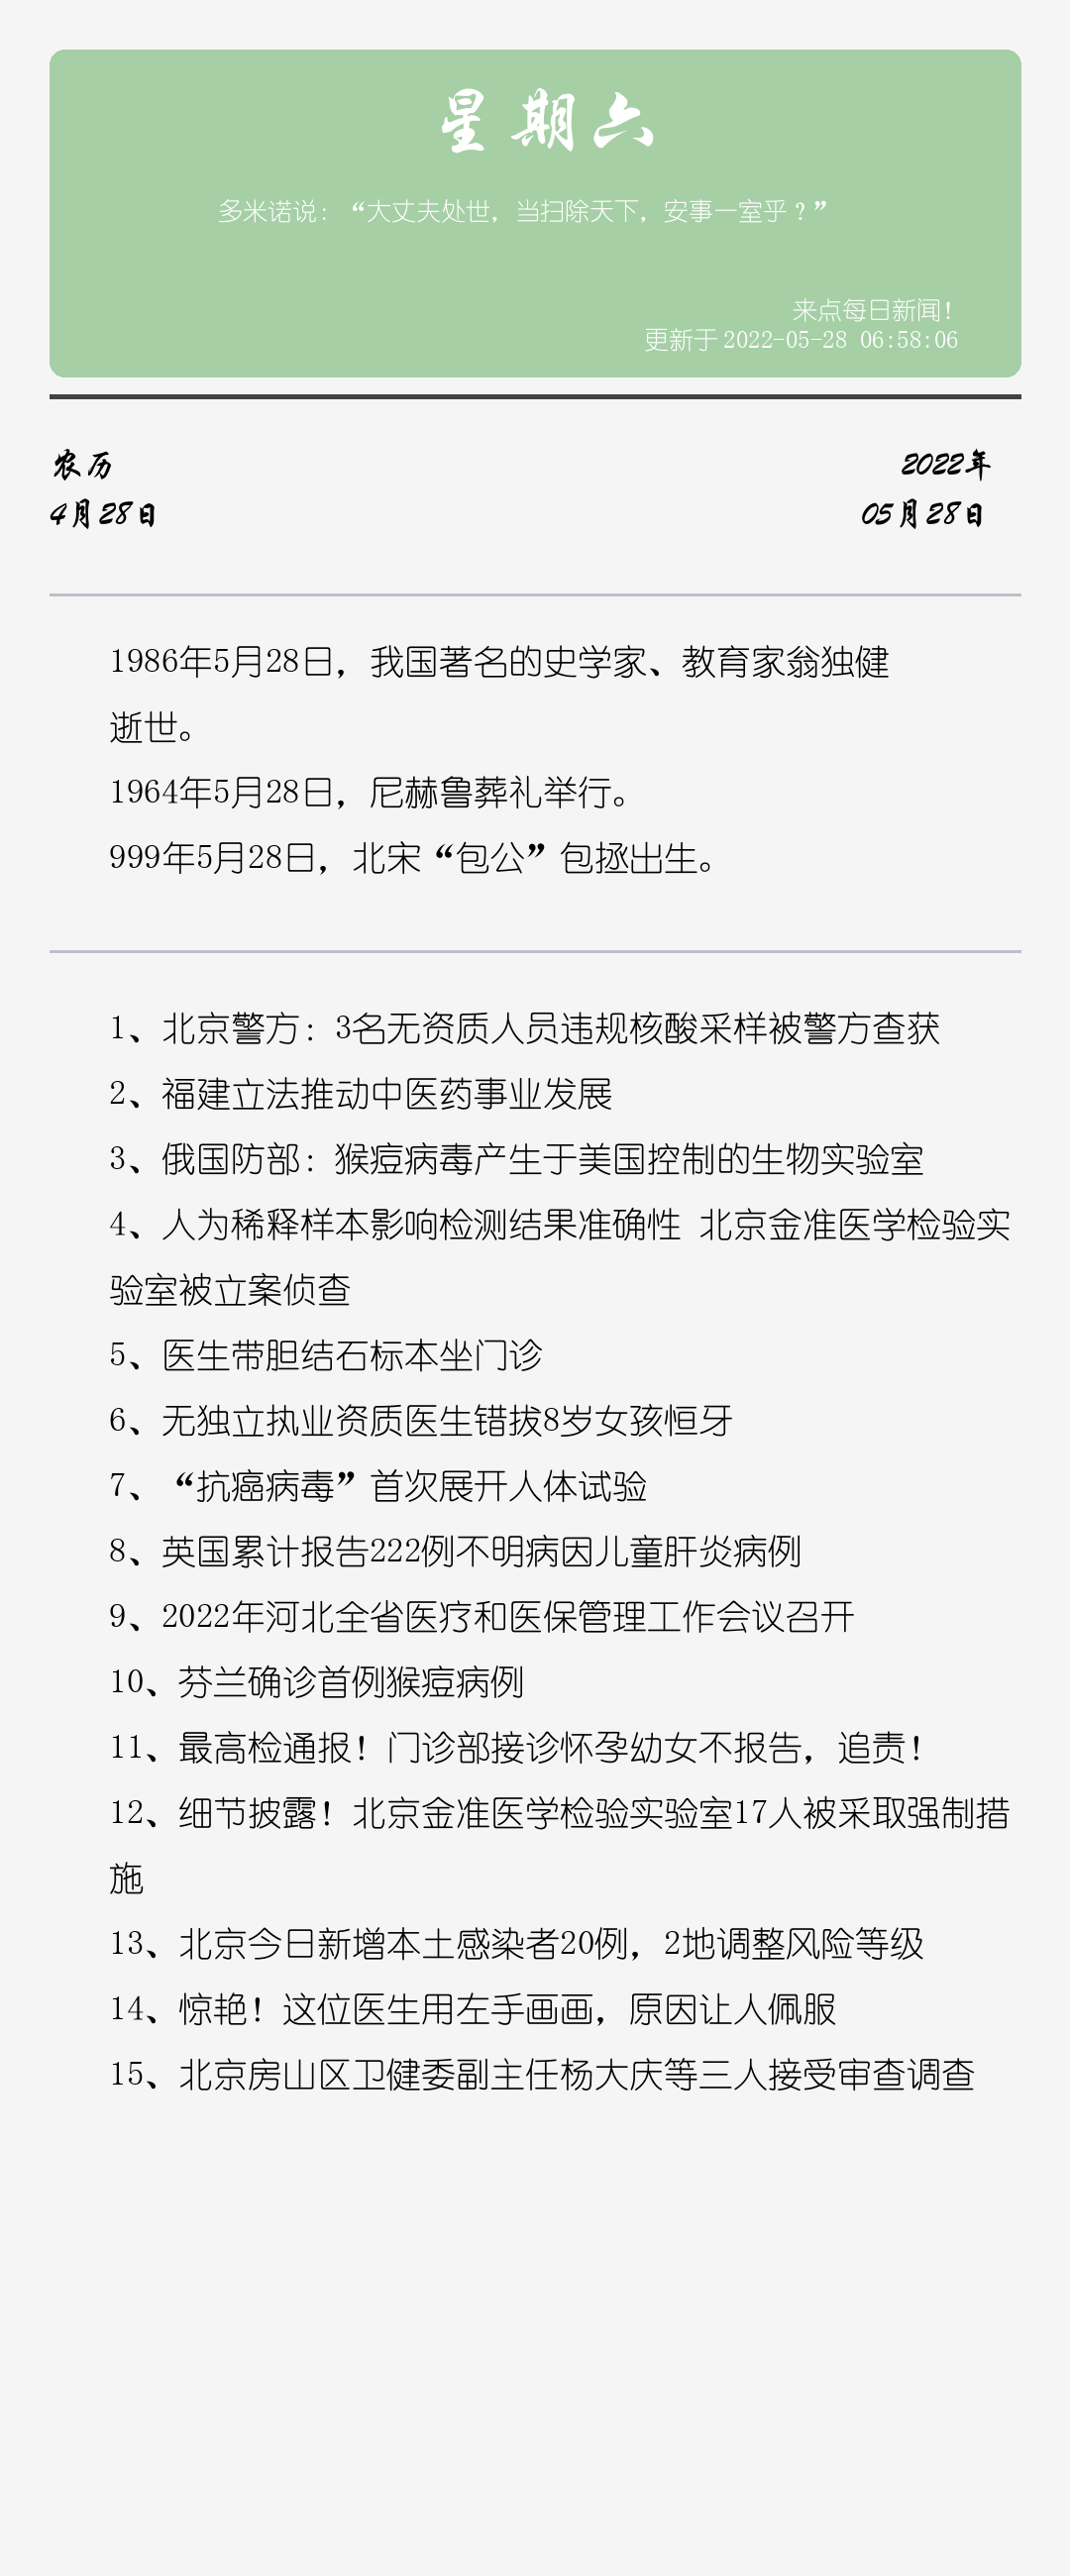 星期六
多米诺说：“大丈夫处世，当扫除天下，安事一室乎？”
来点每日新闻！
更新于 2022-05-28 06:58:06
农历
2022年
4月28日
05月28日
1986年5月28日，我国著名的史学家、教育家翁独健
逝世。
1964年5月28日，尼赫鲁葬礼举行。
999年5月28日，北宋“包公”包拯出生。
1、北京警方：3名无资质人员违规核酸采样被警方查获
2、福建立法推动中医药事业发展
3、俄国防部：猴痘病毒产生于美国控制的生物实验室
4、人为稀释样本影响检测结果准确性 北京金准医学检验实
验室被立案侦查
5、医生带胆结石标本坐门诊
6、无独立执业资质医生错拔8岁女孩恒牙
7、“抗癌病毒”首次展开人体试验
8、英国累计报告222例不明病因儿童肝炎病例
9、2022年河北全省医疗和医保管理工作会议召开
10、芬兰确诊首例猴痘病例
11、最高检通报！门诊部接诊怀孕幼女不报告，追责！
12、细节披露！北京金准医学检验实验室17人被采取强制措
施
13、北京今日新增本土感染者20例，2地调整风险等级
14、惊艳！这位医生用左手画画，原因让人佩服
15、北京房山区卫健委副主任杨大庆等三人接受审查调查